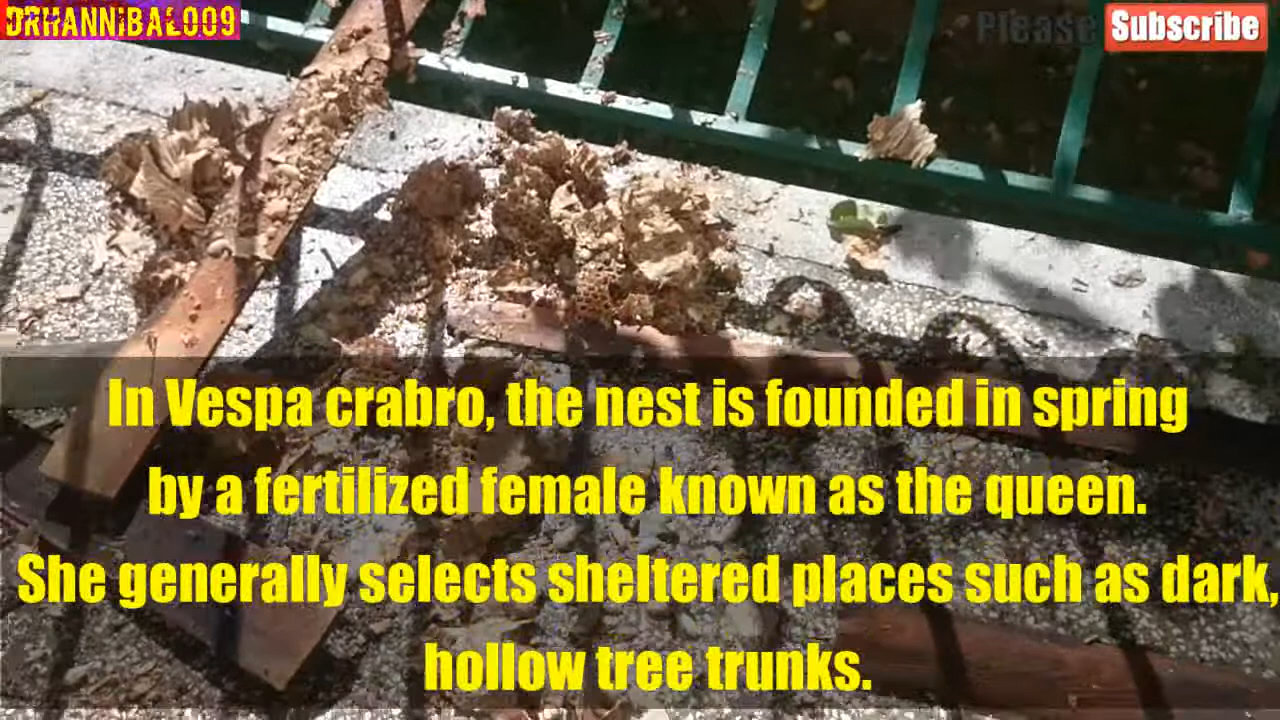 DRHANNIBAL009
Please Subscribe
In Vespa crabro, the nest is founded in spring
by a fertilized female known as the queen.
She generally selects sheltered places such as dark,
hollow tree trunks.